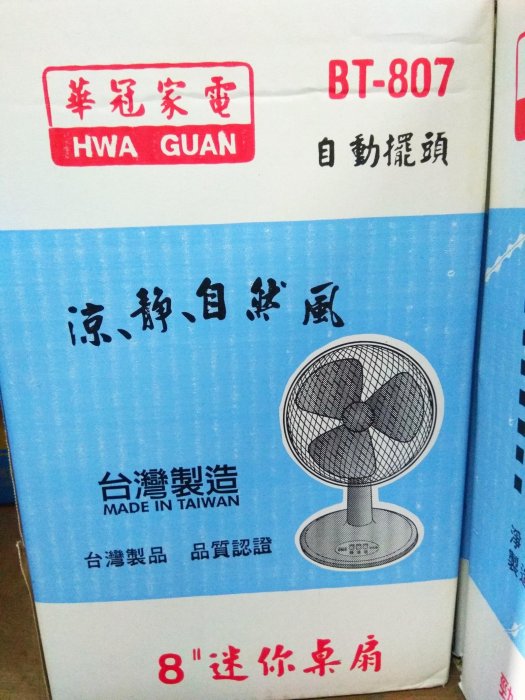 華冠家電
HWA GUAN
BT-807
自動擺頭
涼、靜、自然風
台灣製造
MADE IN TAIWAN
台灣製品 品質認證
8"迷你桌扇